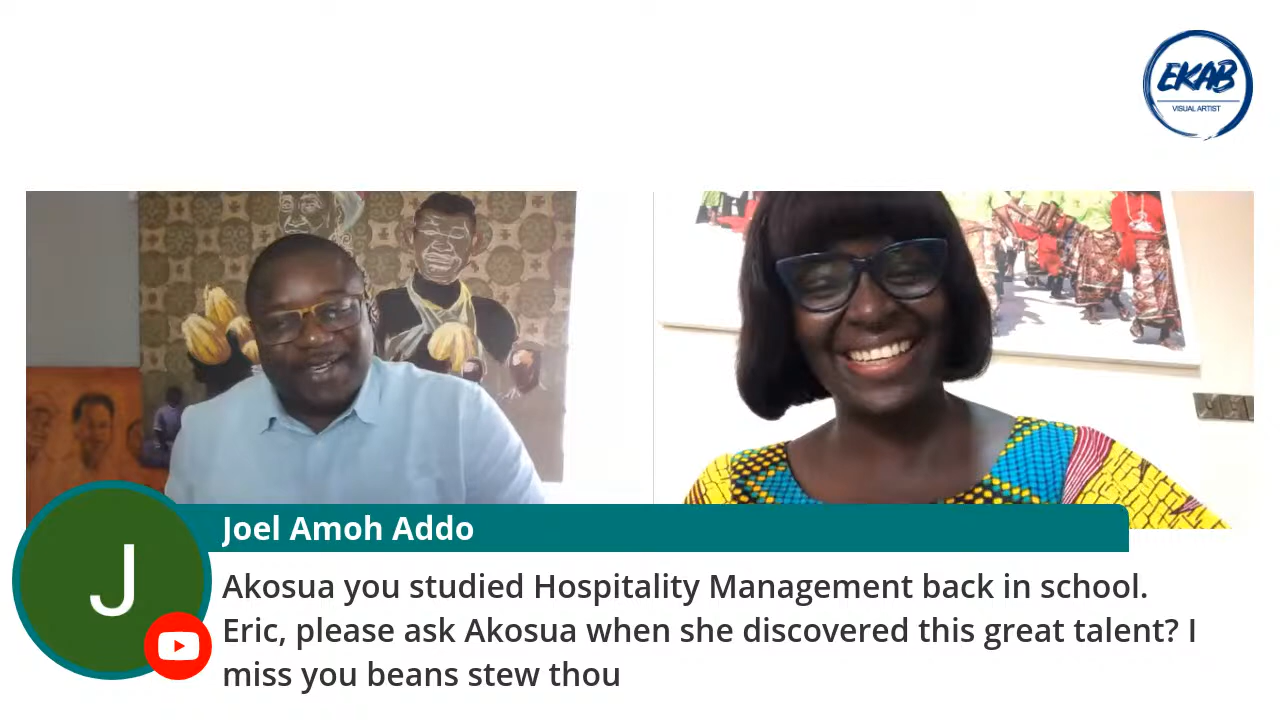 EKAB
VISUAL ARTIST
J
Joel Amoh Addo
Akosua you studied Hospitality Management back in school.
Eric, please ask Akosua when she discovered this great talent? I
miss you beans stew thou